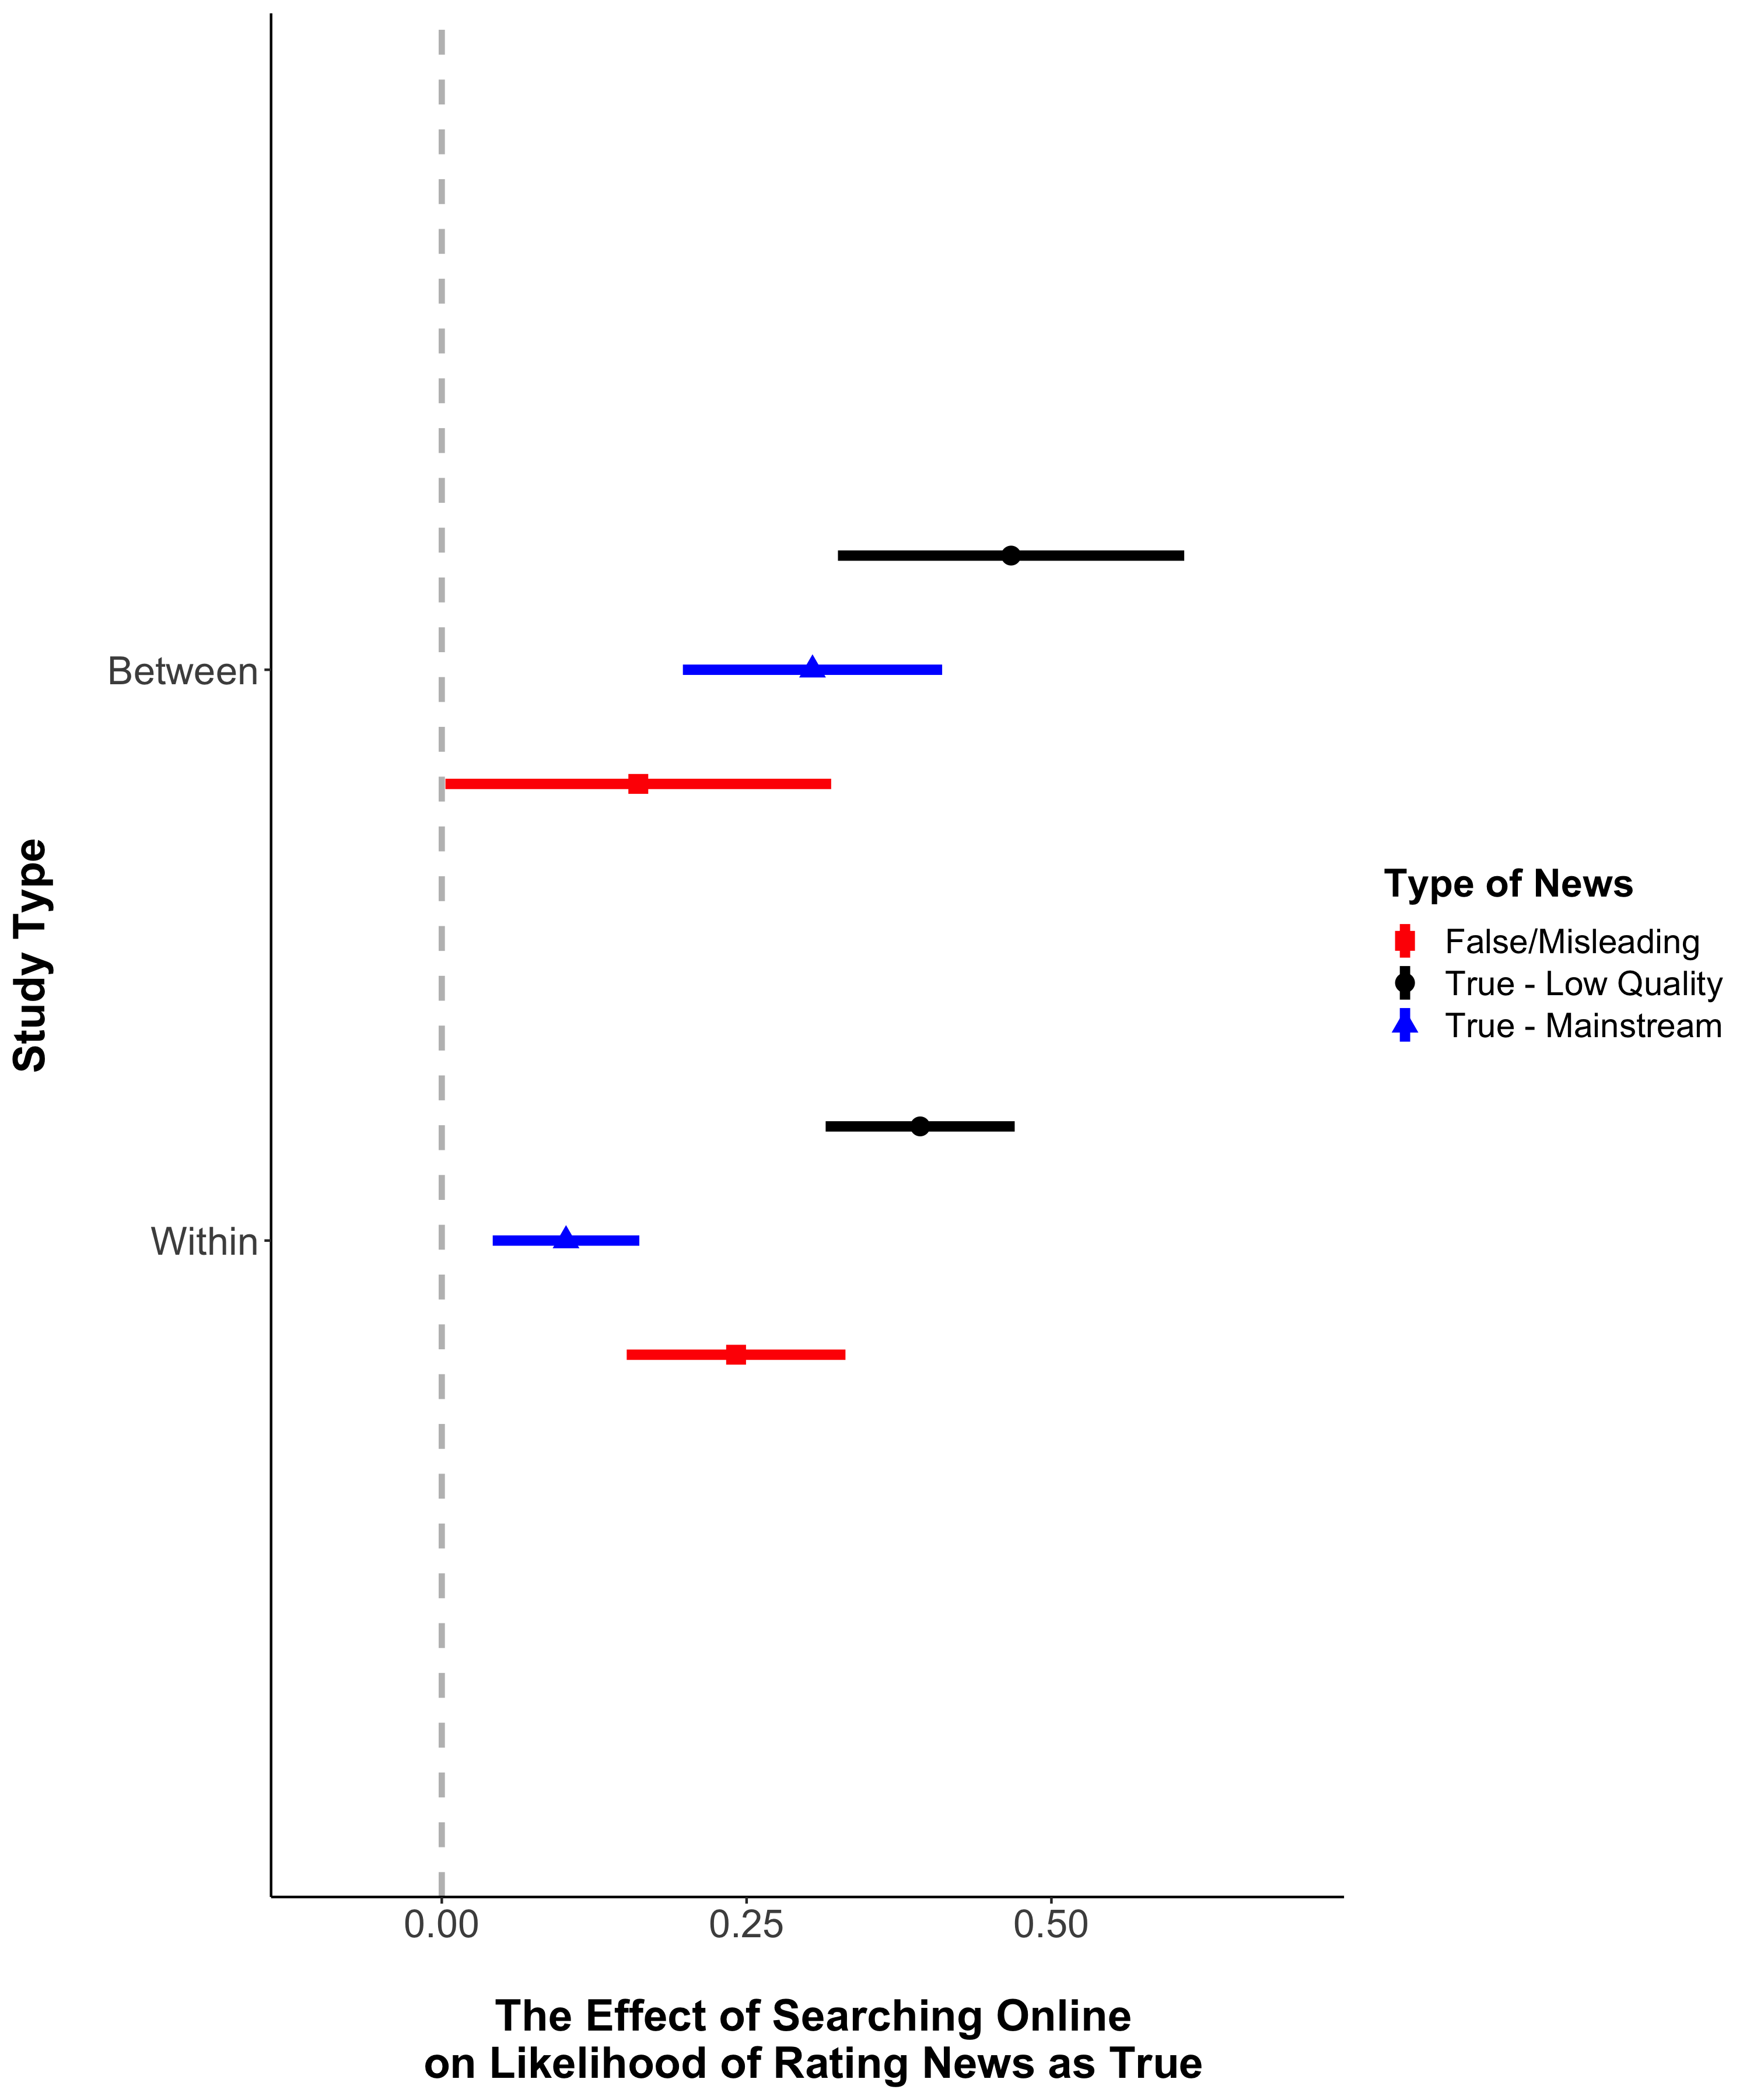 Study Type
Between
Within
0.00
0.25
0.50
The Effect of Searching Online
on Likelihood of Rating News as True
Type of News
False/Misleading
True - Low Quality
True - Mainstream